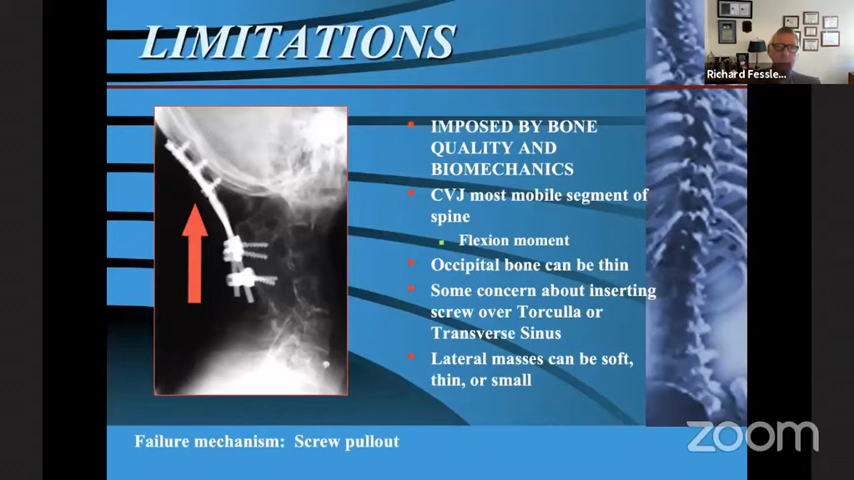 LIMITATIONS
Richard Fessle...
IMPOSED BY BONE
QUALITY AND
BIOMECHANICS
CVJ most mobile segment of
spine
Flexion moment
Occipital bone can be thin
Some concern about inserting
screw over Torculla or
Transverse Sinus
Lateral masses can be soft,
thin, or small
Failure mechanism: Screw pullout
zoom